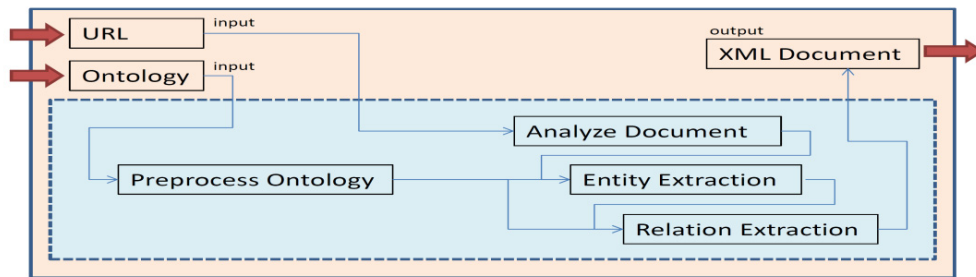 URL
input
output
XML Document
Ontology
input
Analyze Document
Preprocess Ontology
Entity Extraction
Relation Extraction